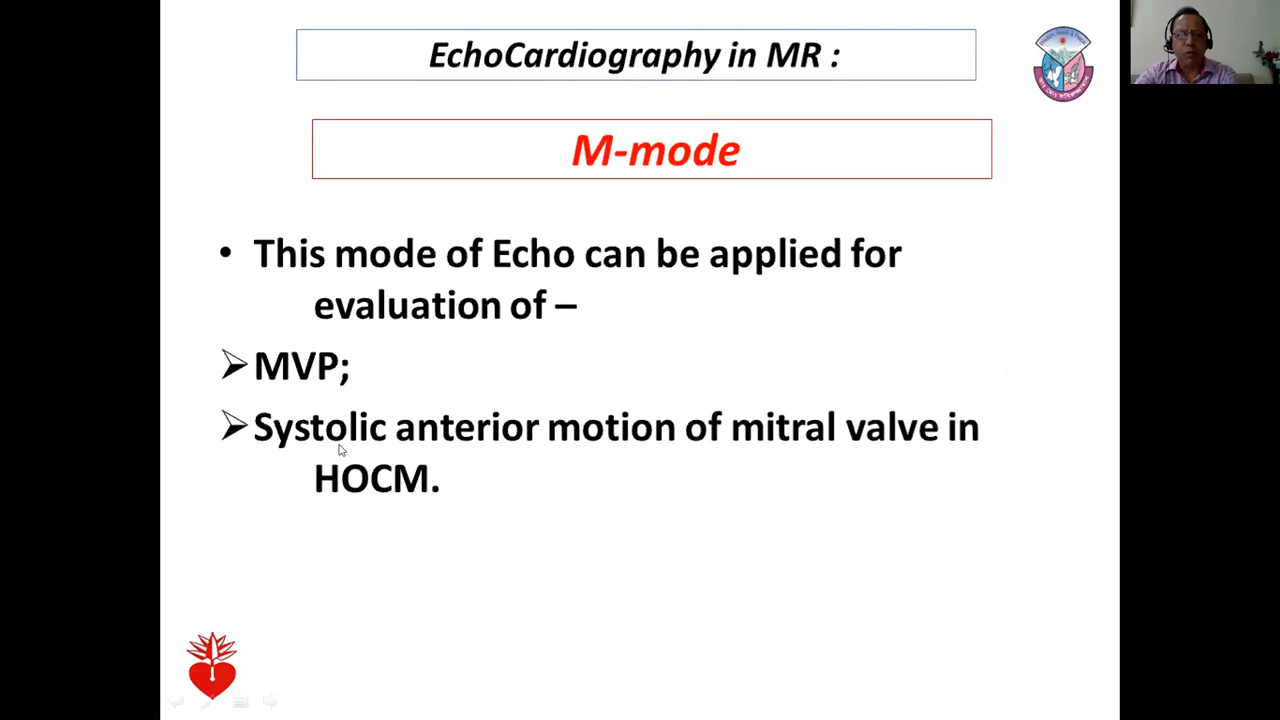 EchoCardiography in MR :
M-mode
• This mode of Echo can be applied for
evaluation of –
➢ MVP;
➢ Systolic anterior motion of mitral valve in
HOCM.